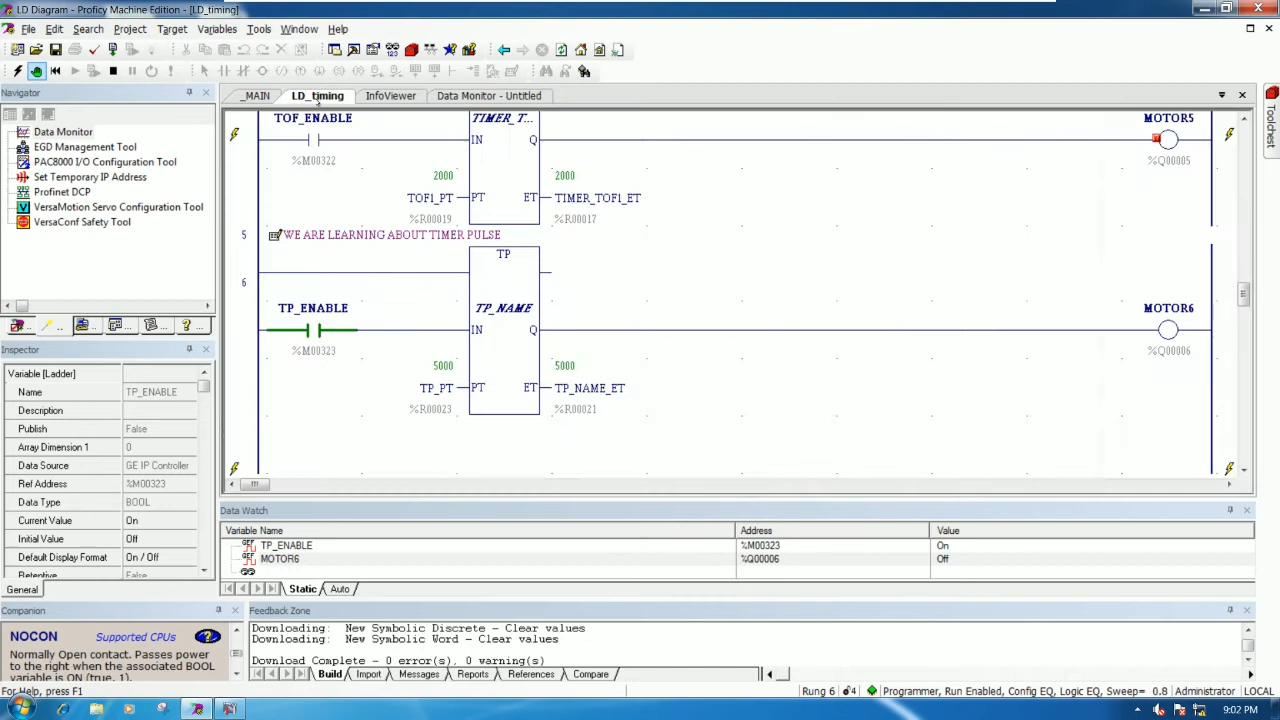 LD Diagram - Proficy Machine Edition - [LD_timing]
File Edit Search Project Target Variables Tools Window Help
Navigator
_MAIN LD_timing InfoViewer Data Monitor - Untitled
Toolchest
Data Monitor
EGD Management Tool
PAC8000 I/O Configuration Tool
Set Temporary IP Address
Profinet DCP
VersaMotion Servo Configuration Tool
VersaConf Safety Tool
TOF_ENABLE TIMER_T... MOTOR5
IN Q
%M00322 %Q00005
2000 2000
TOF1_PT PT ET TIMER_TOF1_ET
%R00019 %R00017
5 WE ARE LEARNING ABOUT TIMER PULSE
TP
6
TP_ENABLE TP_NAME MOTOR6
IN Q
%M00323 %Q00006
5000 5000
TP_PT PT ET TP_NAME_ET
%R00023 %R00021
Inspector
Variable [Ladder]
Name TP_ENABLE
Description
Publish False
Array Dimension 1 0
Data Source GE IP Controller
Ref Address %M00323
Data Type BOOL
Current Value On
Initial Value Off
Default Display Format On / Off
Retentive False
General
Data Watch
Variable Name Address Value
TP_ENABLE %M00323 On
MOTOR6 %Q00006 Off
Static Auto
Companion
NOCON Supported CPUs
Normally Open contact. Passes power
to the right when the associated BOOL
variable is ON (true, 1).
Feedback Zone
Downloading: New Symbolic Discrete - Clear values
Downloading: New Symbolic Word - Clear values
Download Complete - 0 error(s), 0 warning(s)
Build Import Messages Reports References Compare
For Help, press F1
Rung 6 4 Programmer, Run Enabled, Config EQ, Logic EQ, Sweep= 0.8 Administrator LOCAL
9:02 PM